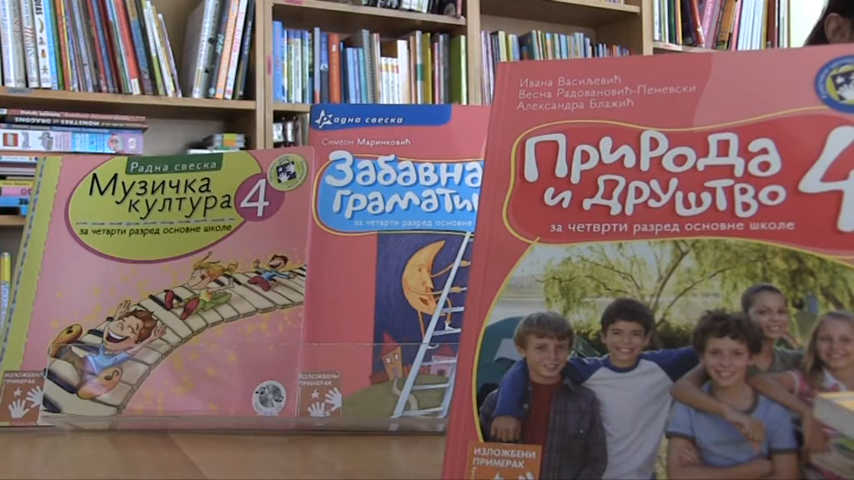 Радна свеска
Музичка
култура 4
за четврти разред основне школе
ИЗЛОЖБЕНИ
ПРИМЕРАК
адна свеска
Симеон Маринковић
Забавна
граматик
за четврти разред основне
ИЗЛОЖБЕНИ
ПРИМЕРАК
Ивана Васиљевић
Весна Радовановић-Пеневски
Александра Блажић
Природа 4
и друштво
за четврти разред основне школе
ИЗЛОЖБЕНИ
ПРИМЕРАК